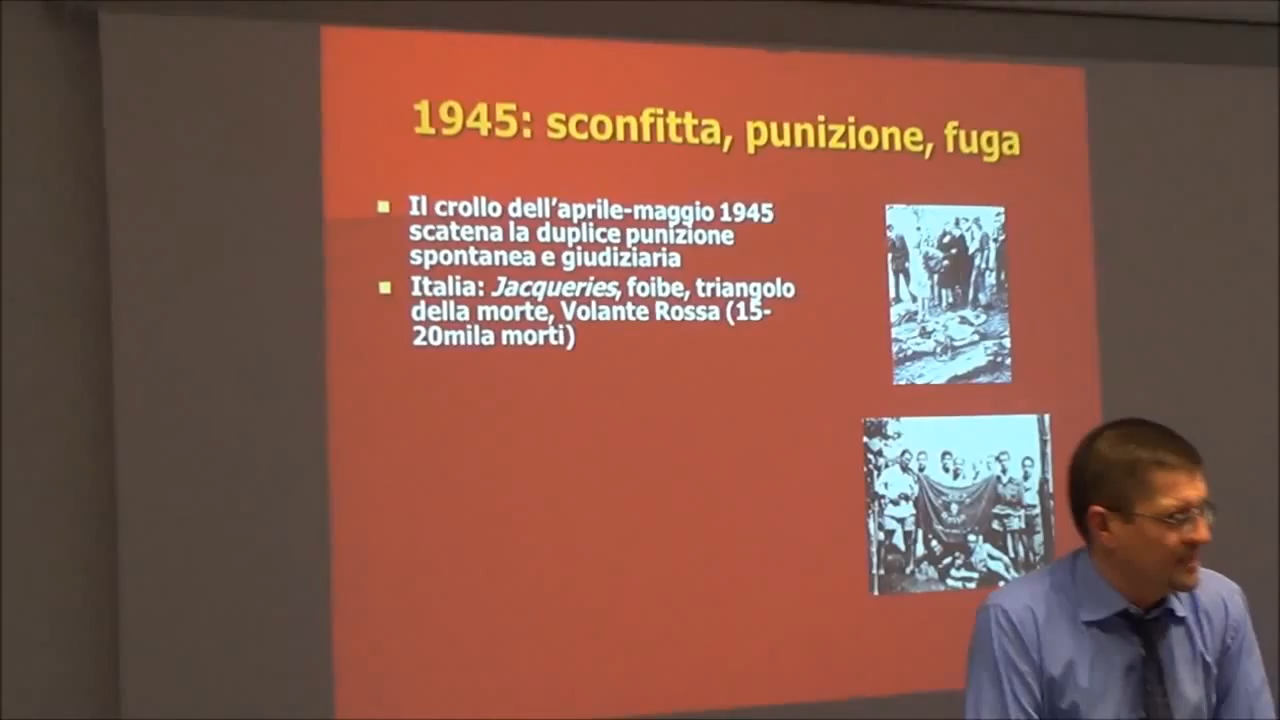 1945: sconfitta, punizione, fuga
Il crollo dell'aprile-maggio 1945
scatena la duplice punizione
spontanea e giudiziaria
Italia: Jacqueries, foibe, triangolo
della morte, Volante Rossa (15-
20mila morti)